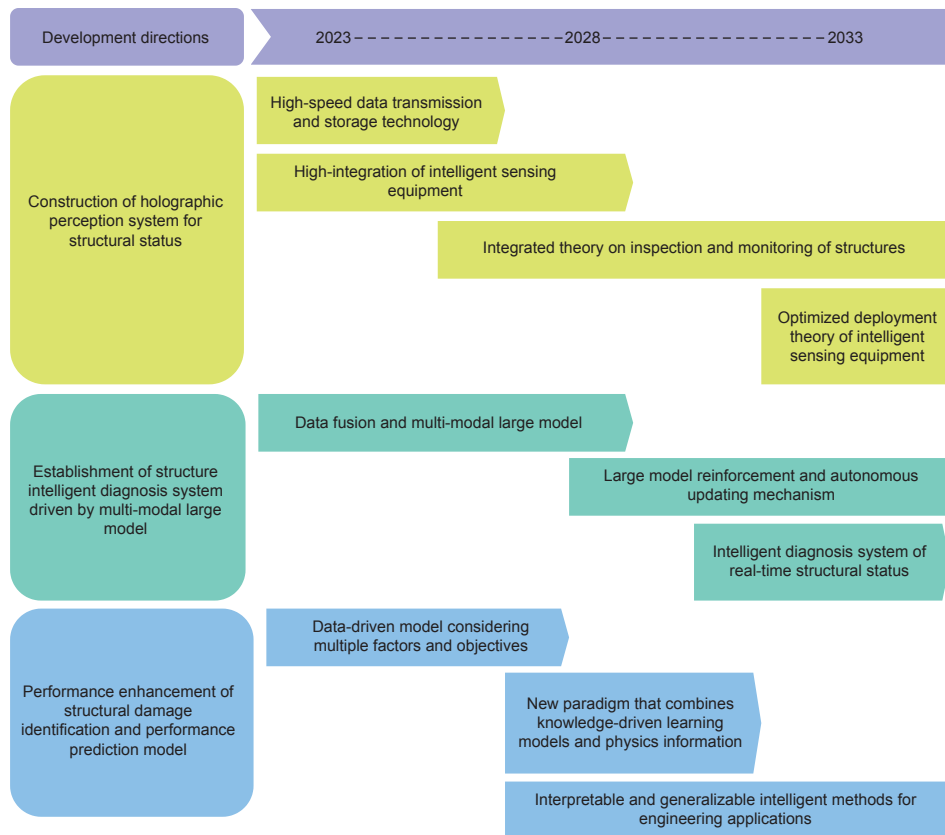 Development directions
2023 ------------ 2028 ------------ 2033
Construction of holographic
perception system for
structural status
High-speed data transmission
and storage technology
High-integration of intelligent sensing
equipment
Integrated theory on inspection and monitoring of structures
Optimized deployment
theory of intelligent
sensing equipment
Establishment of structure
intelligent diagnosis system
driven by multi-modal large
model
Data fusion and multi-modal large model
Large model reinforcement and autonomous
updating mechanism
Intelligent diagnosis system of
real-time structural status
Performance enhancement of
structural damage
identification and performance
prediction model
Data-driven model considering
multiple factors and objectives
New paradigm that combines
knowledge-driven learning
models and physics information
Interpretable and generalizable intelligent methods for
engineering applications